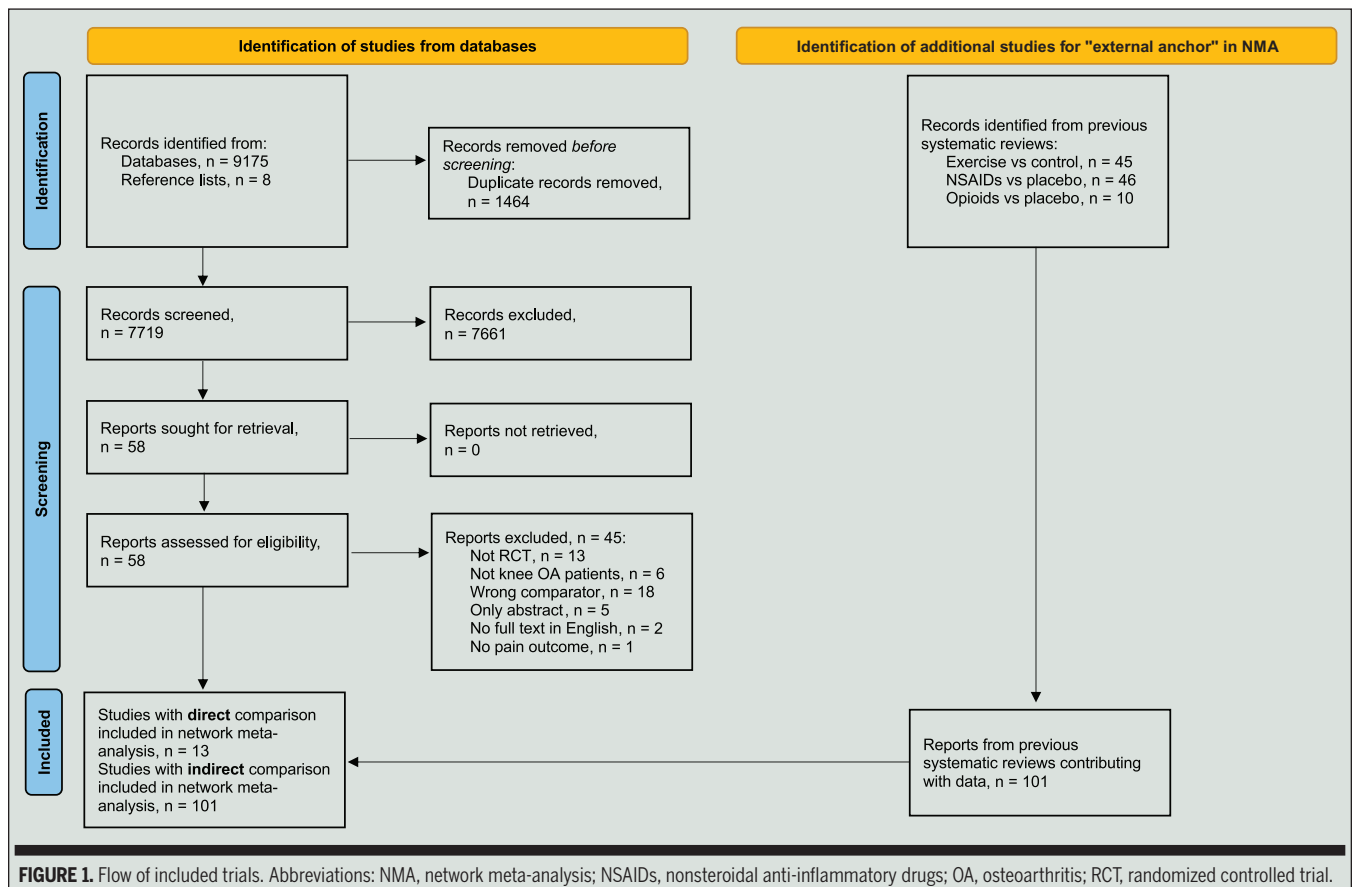 Identification of studies from databases
Identification of additional studies for "external anchor" in NMA
Identification
Records identified from:
Databases, n = 9175
Reference lists, n = 8
Records removed before
screening:
Duplicate records removed,
n = 1464
Records identified from previous
systematic reviews:
Exercise vs control, n = 45
NSAIDs vs placebo, n = 46
Opioids vs placebo, n = 10
Screening
Records screened,
n = 7719
Records excluded,
n = 7661
Reports sought for retrieval,
n = 58
Reports not retrieved,
n = 0
Reports assessed for eligibility,
n = 58
Reports excluded, n = 45:
Not RCT, n = 13
Not knee OA patients, n = 6
Wrong comparator, n = 18
Only abstract, n = 5
No full text in English, n = 2
No pain outcome, n = 1
Included
Studies with direct comparison
included in network meta-
analysis, n = 13
Studies with indirect comparison
included in network meta-
analysis, n = 101
Reports from previous
systematic reviews contributing
with data, n = 101
FIGURE 1. Flow of included trials. Abbreviations: NMA, network meta-analysis; NSAIDs, nonsteroidal anti-inflammatory drugs; OA, osteoarthritis; RCT, randomized controlled trial.